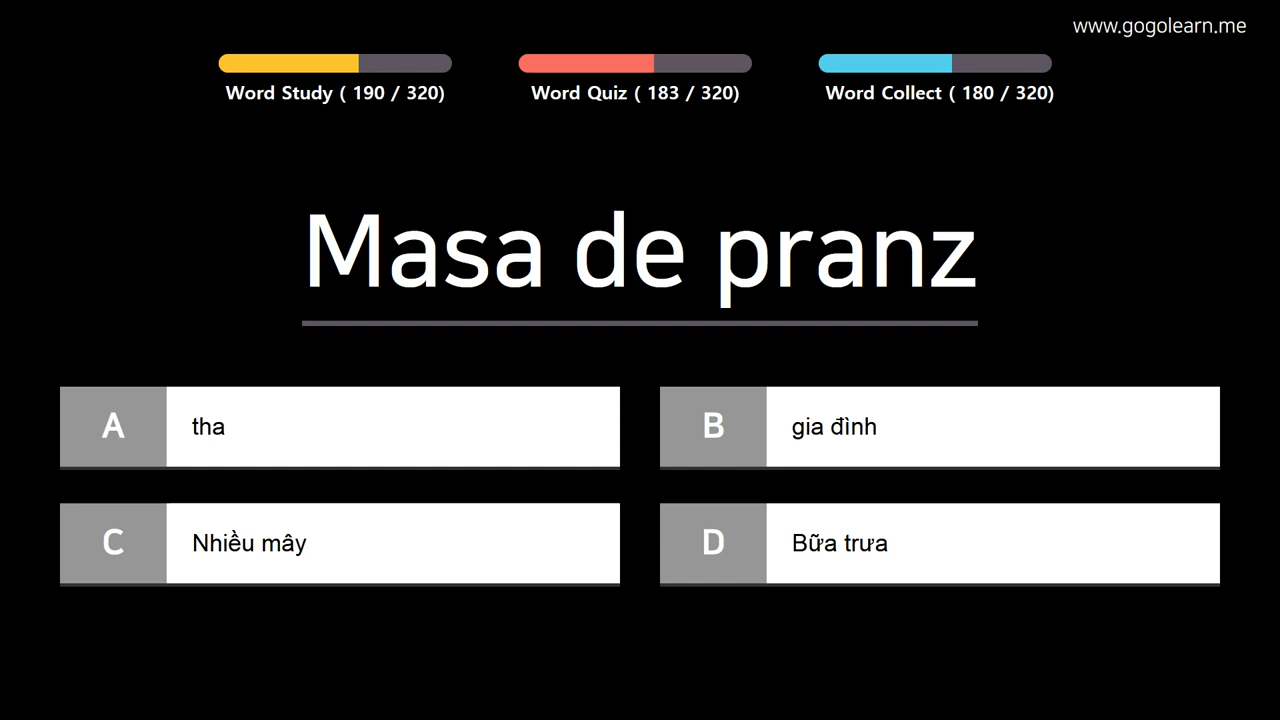 www.gogolearn.me
Word Study ( 190 / 320)
Word Quiz ( 183 / 320)
Word Collect ( 180 / 320)
Masa de pranz
A
tha
B
gia đình
C
Nhiều mây
D
Bữa trưa